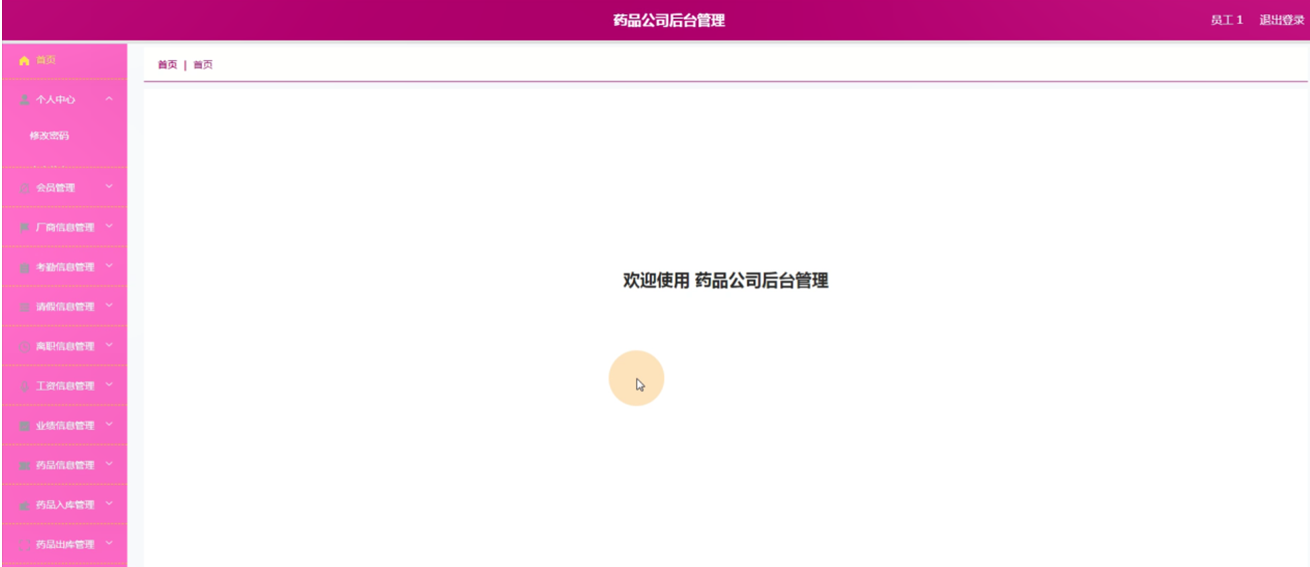 药品公司后台管理
员工 1 退出登录
首页
首页 | 首页
个人中心
修改密码
会员管理
厂商信息管理
考勤信息管理
请假信息管理
欢迎使用 药品公司后台管理
离职信息管理
工资信息管理
业绩信息管理
药品信息管理
药品入库管理
药品出库管理